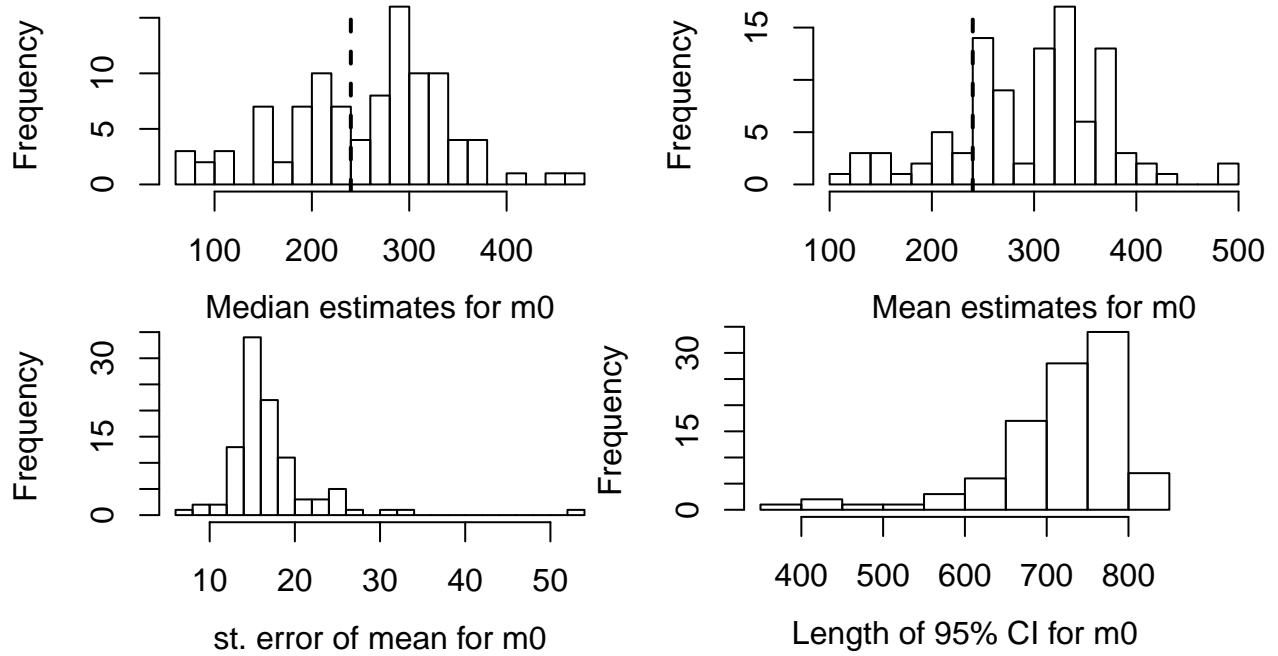 Frequency
0 5 10
100 200 300 400
Median estimates for m0
Frequency
0 5 15
100 200 300 400 500
Mean estimates for m0
Frequency
0 15 30
10 20 30 40 50
st. error of mean for m0
Frequency
0 15 30
400 500 600 700 800
Length of 95% CI for m0